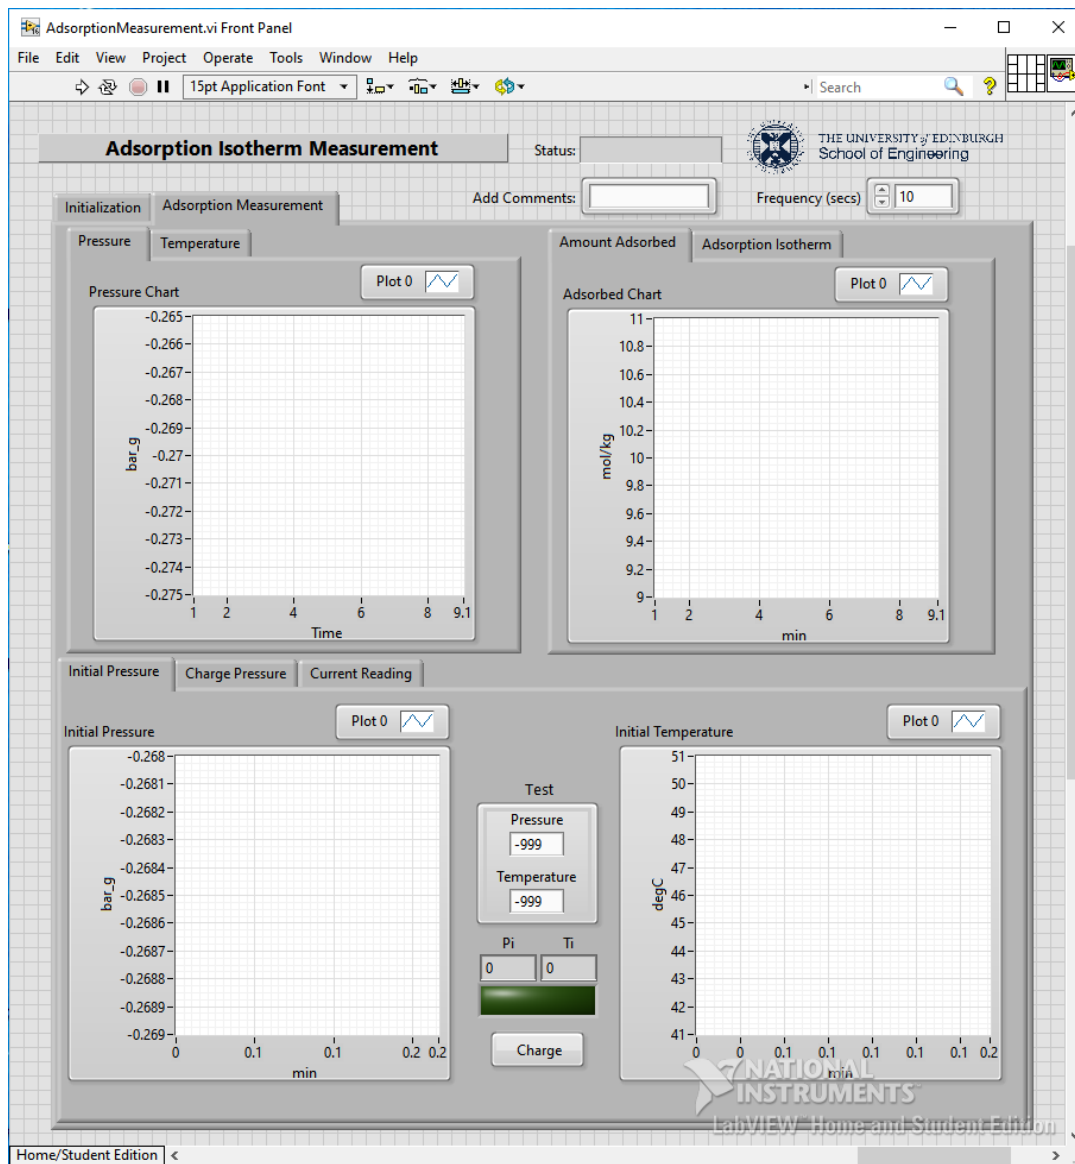 AdsorptionMeasurement.vi Front Panel
File Edit View Project Operate Tools Window Help
15pt Application Font
Search
?
Adsorption Isotherm Measurement
Status:
THE UNIVERSITY of EDINBURGH
School of Engineering
Add Comments:
Frequency (secs) 10
Initialization Adsorption Measurement
Pressure Temperature
Amount Adsorbed Adsorption Isotherm
Pressure Chart
Plot 0
-0.265
-0.266
-0.267
-0.268
-0.269
-0.27
-0.271
-0.272
-0.273
-0.274
-0.275
bar_g
1 2 4 6 8 9.1
Time
Adsorbed Chart
Plot 0
11
10.8
10.6
10.4
10.2
10
9.8
9.6
9.4
9.2
9
mol/kg
1 2 4 6 8 9.1
min
Initial Pressure Charge Pressure Current Reading
Initial Pressure
Plot 0
-0.268
-0.2681
-0.2682
-0.2683
-0.2684
-0.2685
-0.2686
-0.2687
-0.2688
-0.2689
-0.269
bar_g
0 0.1 0.1 0.2 0.2
min
Test
Pressure
-999
Temperature
-999
Pi Ti
0 0
Charge
Initial Temperature
Plot 0
51
50
49
48
47
46
45
44
43
42
41
degC
0 0 0.1 0.1 0.1 0.1 0.1 0.2
min
NATIONAL
INSTRUMENTS
LabVIEW Home and Student Edition
Home/Student Edition